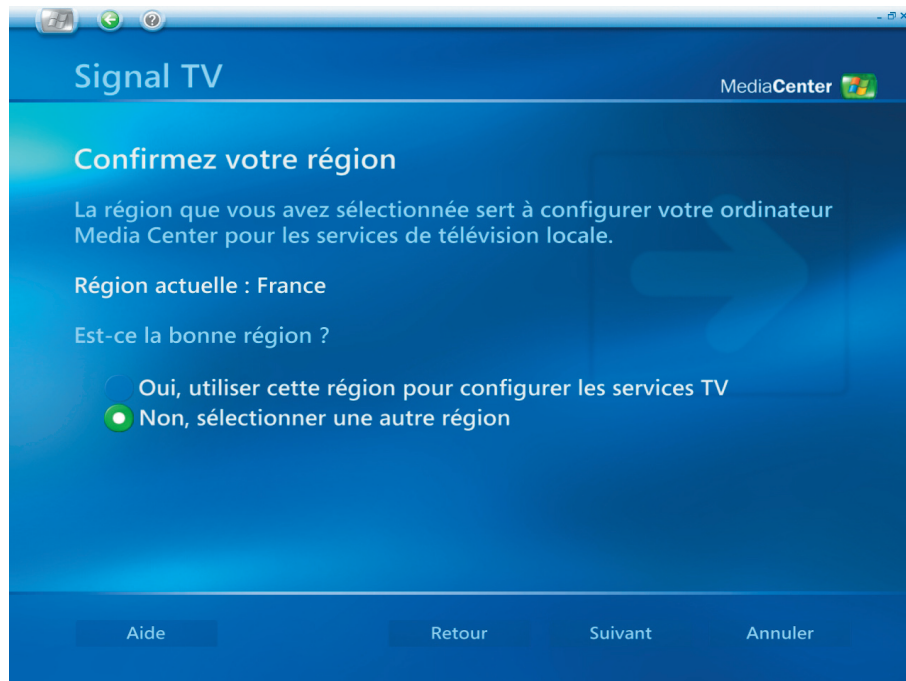 Signal TV
MediaCenter
Confirmez votre région
La région que vous avez sélectionnée sert à configurer votre ordinateur
Media Center pour les services de télévision locale.
Région actuelle : France
Est-ce la bonne région ?
Oui, utiliser cette région pour configurer les services TV
Non, sélectionner une autre région
Aide
Retour
Suivant
Annuler